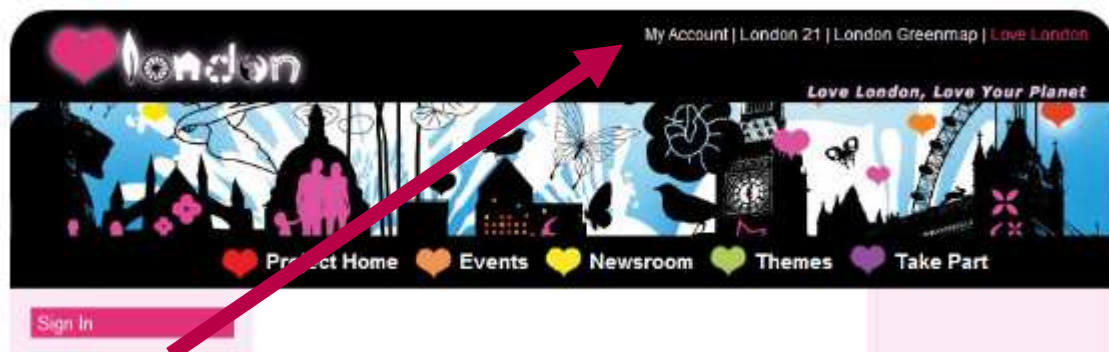 My Account | London 21 | London Greenmap | Love London
london
Love London, Love Your Planet
Project Home Events Newsroom Themes Take Part
Sign In